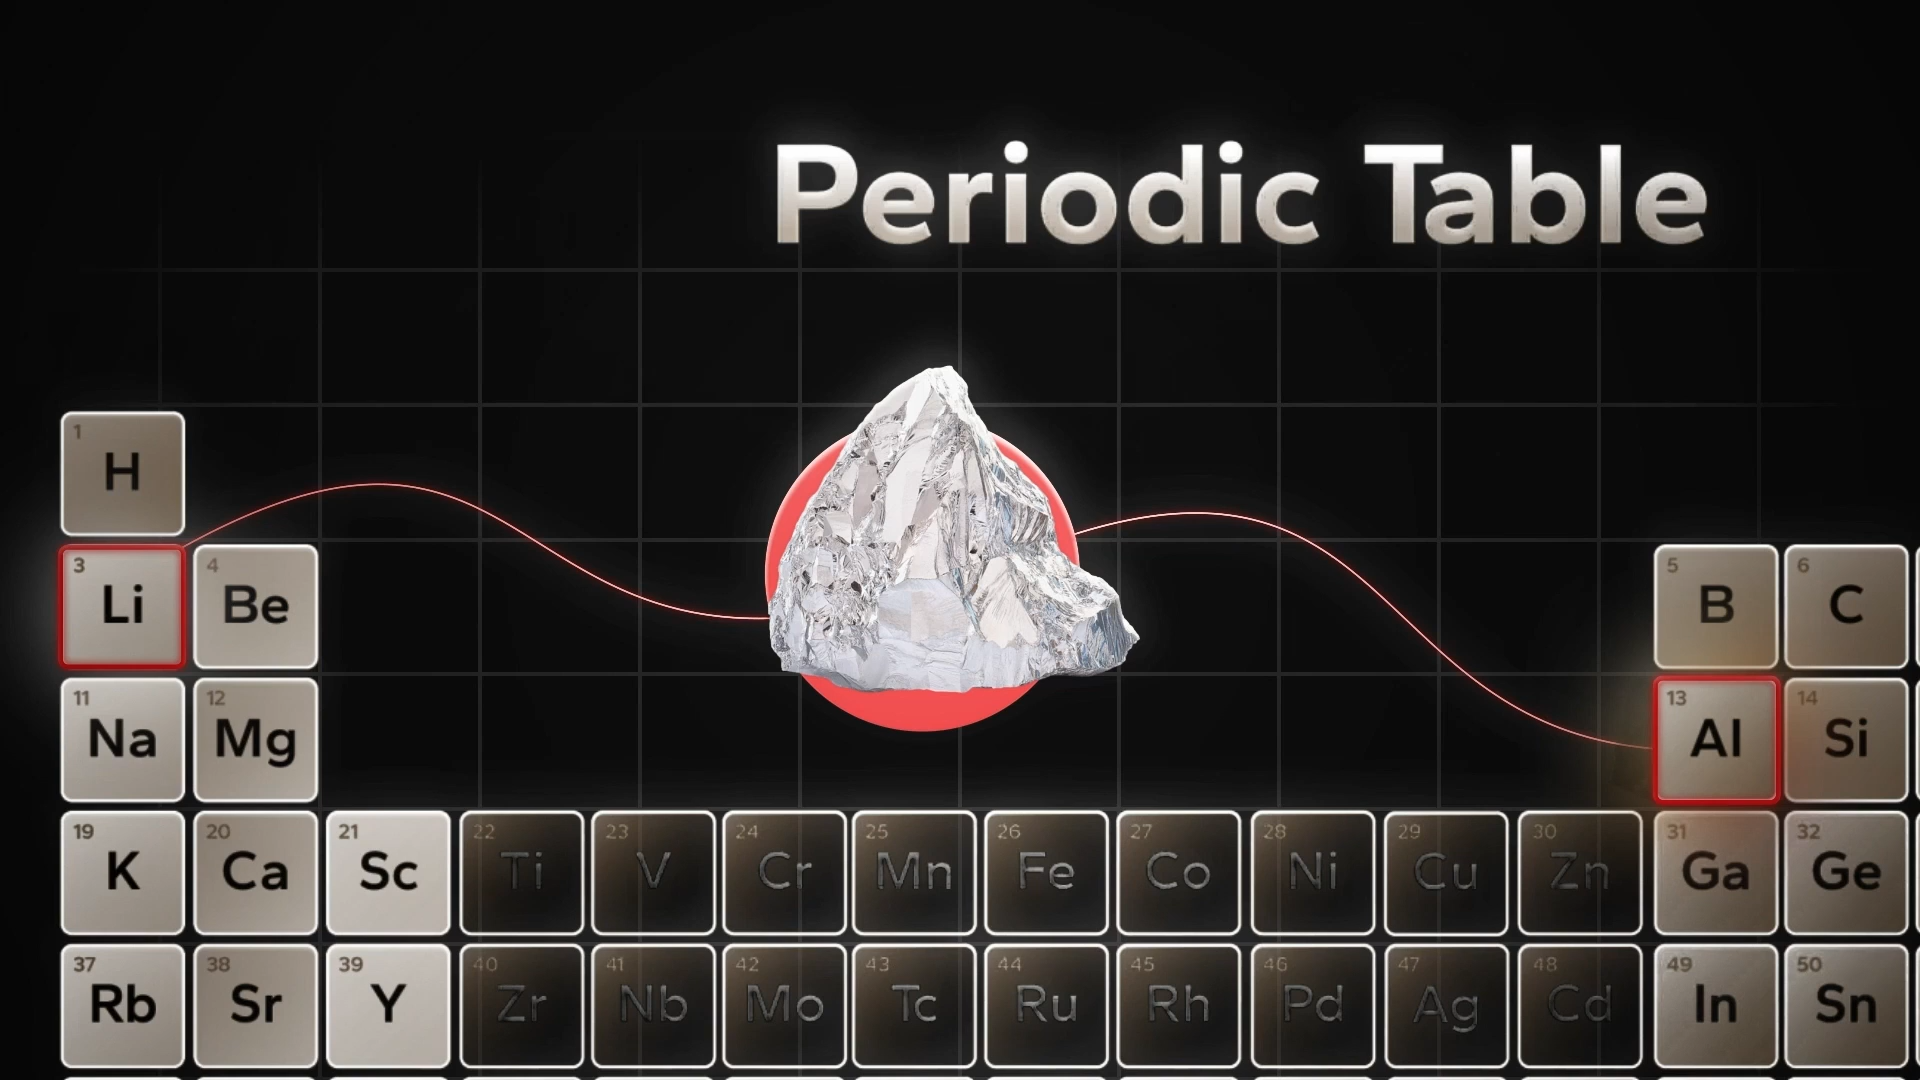 Periodic Table
1
H
3
Li
4
Be
5
B
6
C
11
Na
12
Mg
13
Al
14
Si
19
K
20
Ca
21
Sc
22
Ti
23
V
24
Cr
25
Mn
26
Fe
27
Co
28
Ni
29
Cu
30
Zn
31
Ga
32
Ge
37
Rb
38
Sr
39
Y
40
Zr
41
Nb
42
Mo
43
Tc
44
Ru
45
Rh
46
Pd
47
Ag
48
Cd
49
In
50
Sn